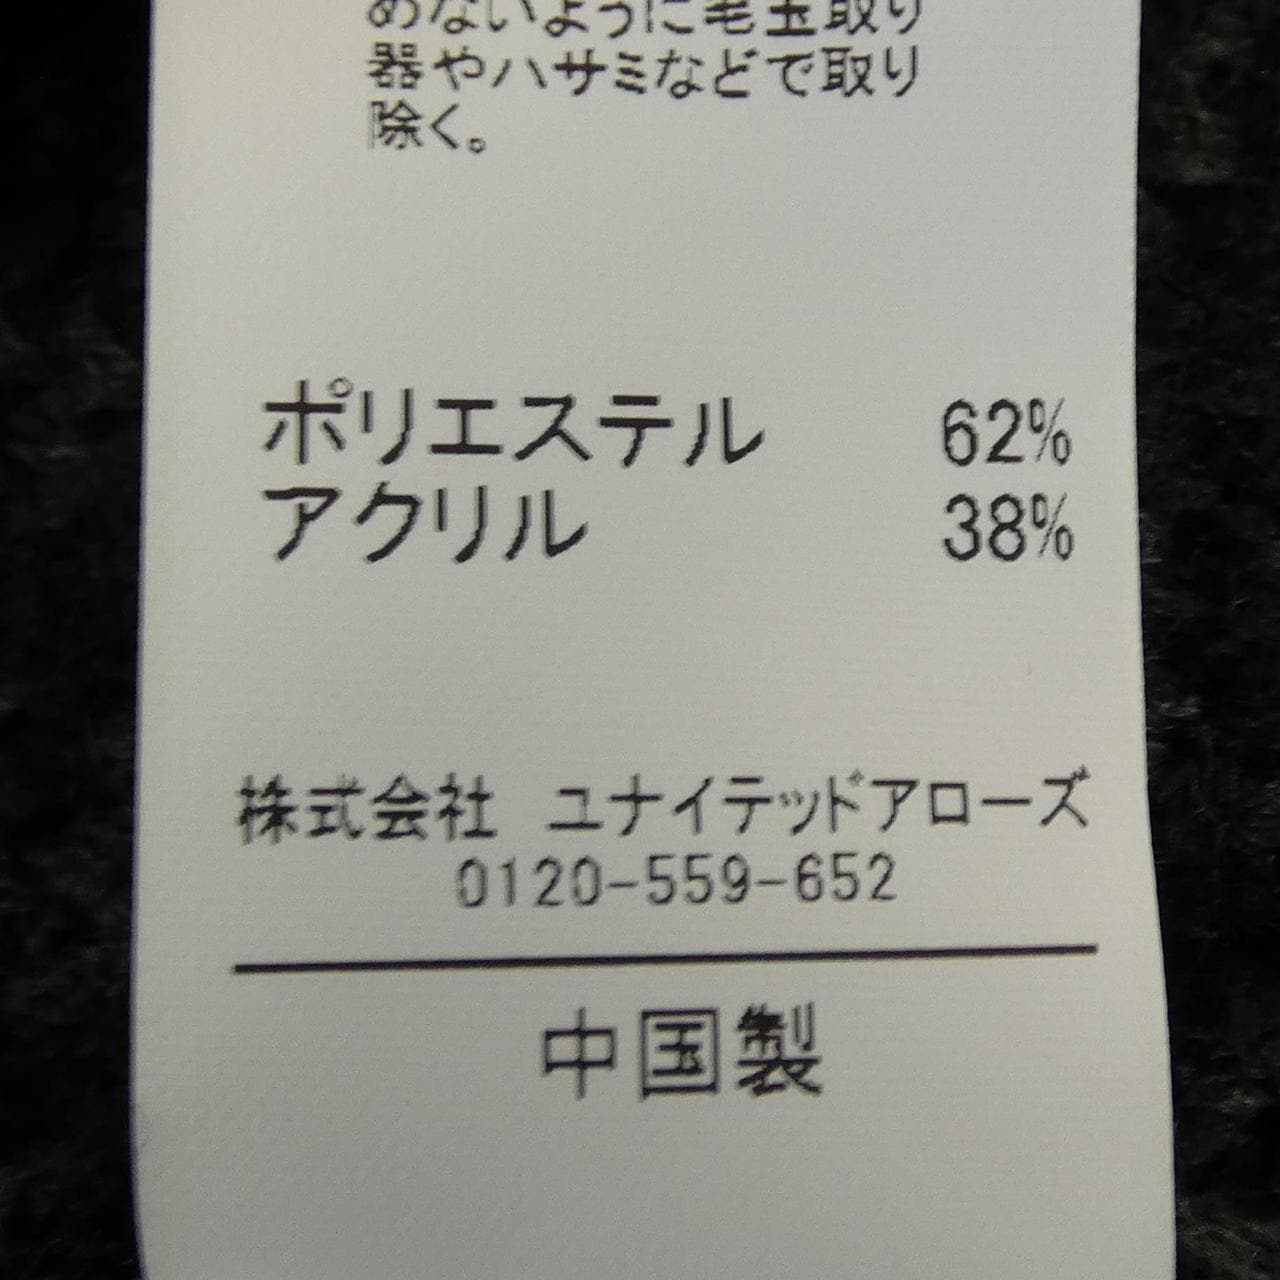 めないように毛玉取り
器やハサミなどで取り
除く。
ポリエステル 62%
アクリル 38%
株式会社 ユナイテッドアローズ
0120-559-652
中国製